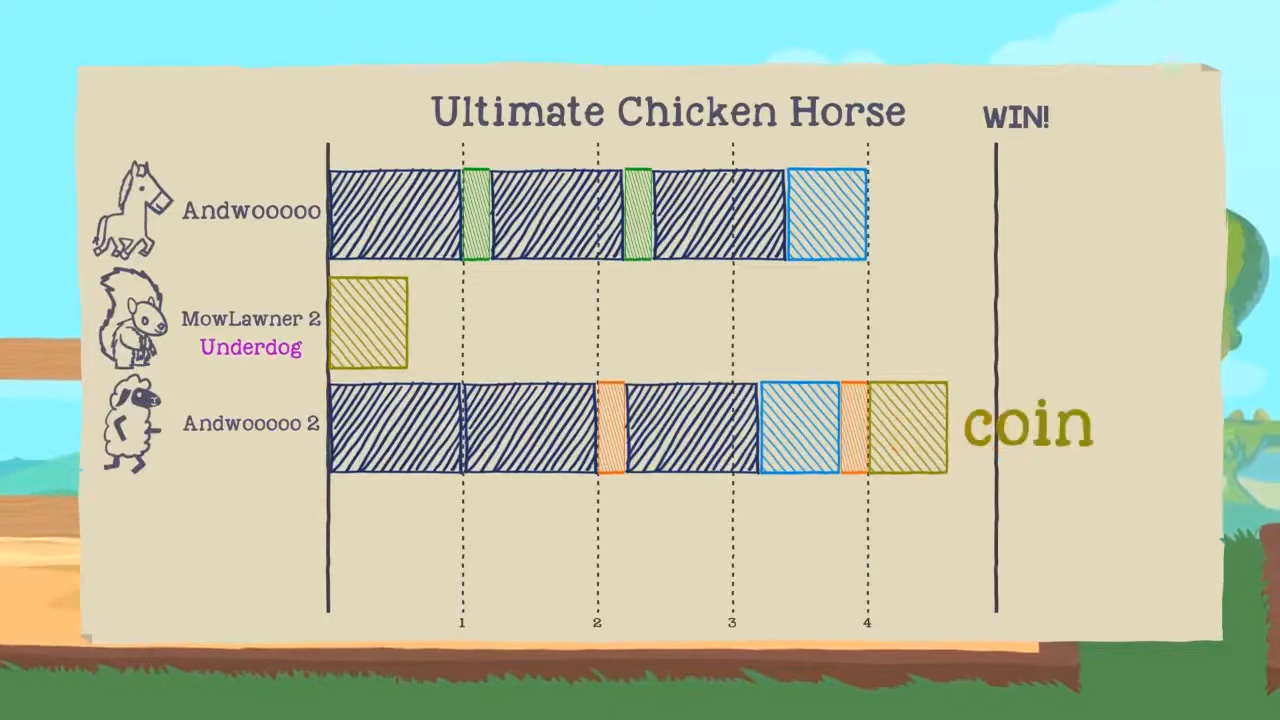 Ultimate Chicken Horse
WIN!
Andwooooo
MowLawner 2
Underdog
Andwooooo 2
coin
1 2 3 4